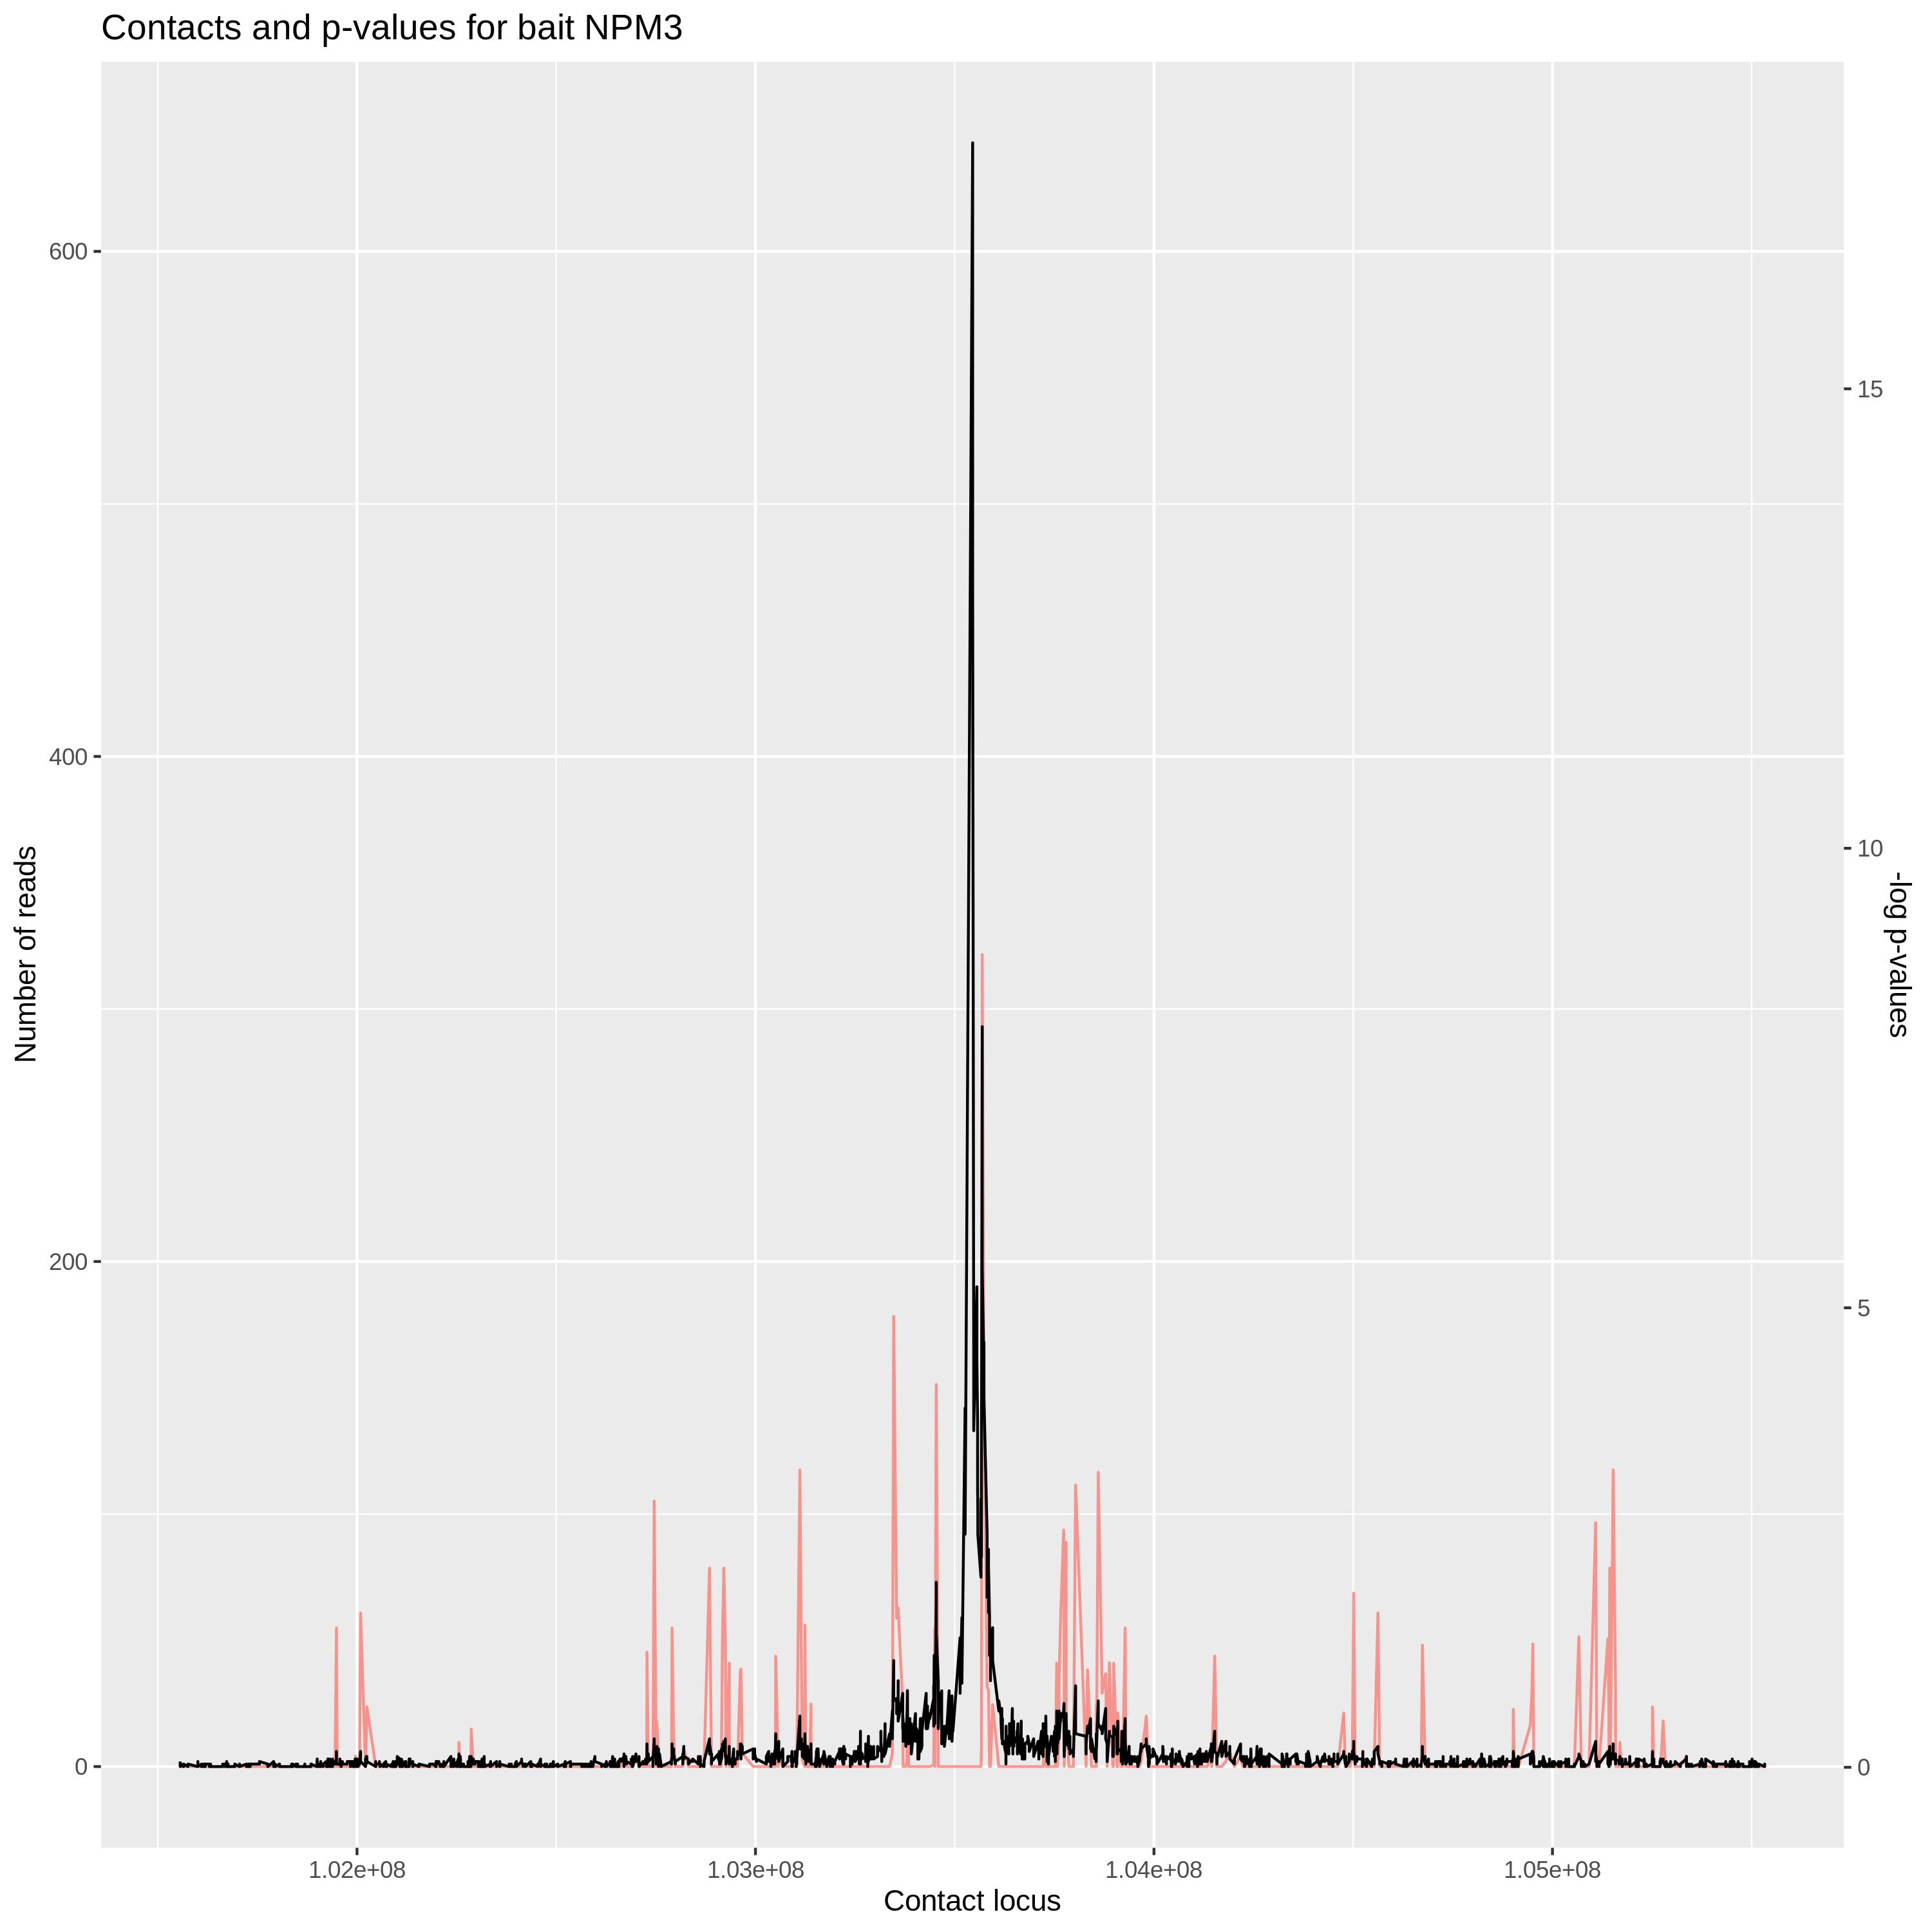 Contacts and p-values for bait NPM3
600
400
200
0
Number of reads
15
10
5
0
-log p-values
1.02e+08 1.03e+08 1.04e+08 1.05e+08
Contact locus